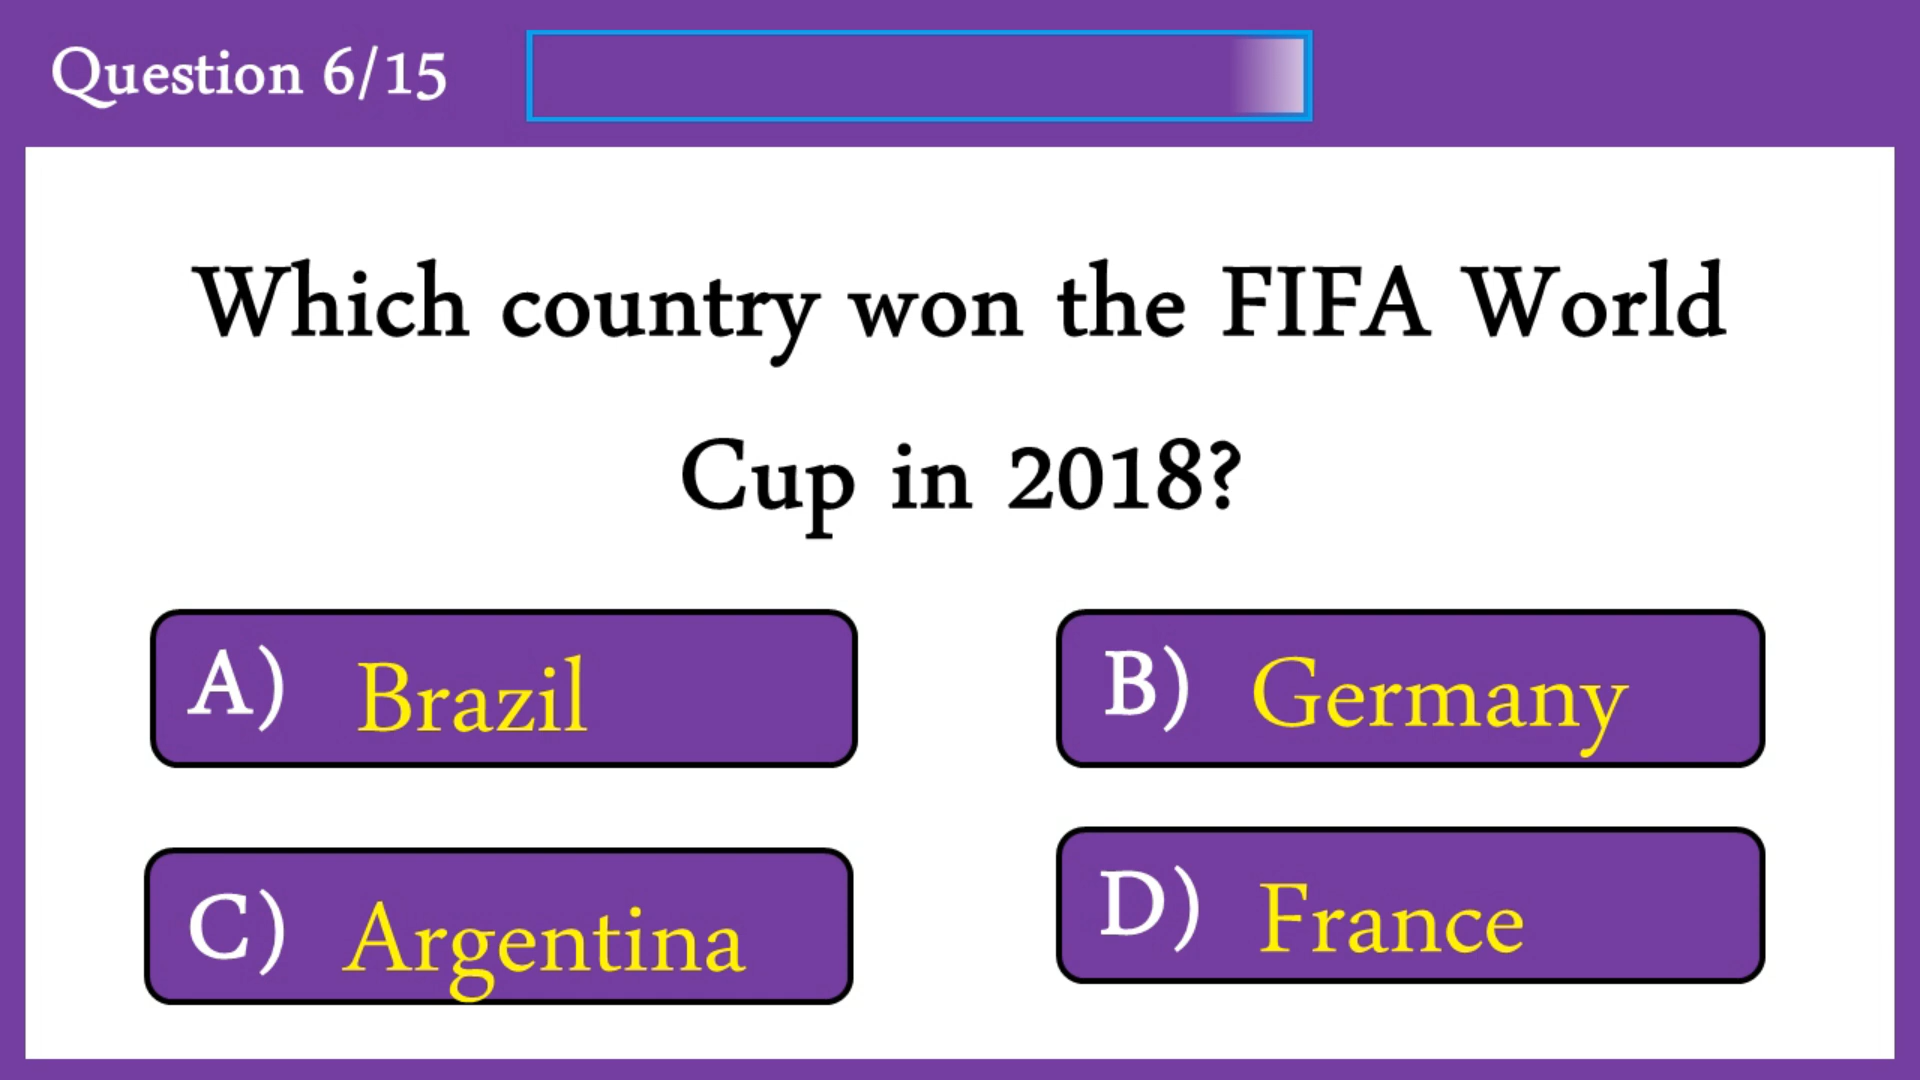 Question 6/15
Which country won the FIFA World
Cup in 2018?
A) Brazil
B) Germany
C) Argentina
D) France